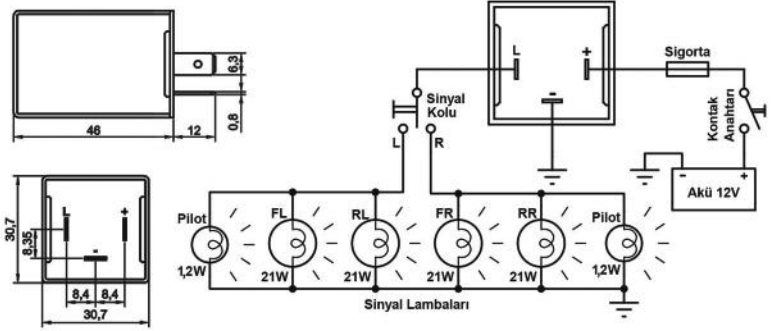 6,3
46
12
0,8
L
+
-
Sigorta
Sinyal
Kolu
L
R
Kontak
Anahtarı
-
+
Akü 12V
30,7
L
+
8,35
-
8,4
8,4
30,7
Pilot
FL
RL
FR
RR
Pilot
1,2W
21W
21W
21W
21W
1,2W
Sinyal Lambaları